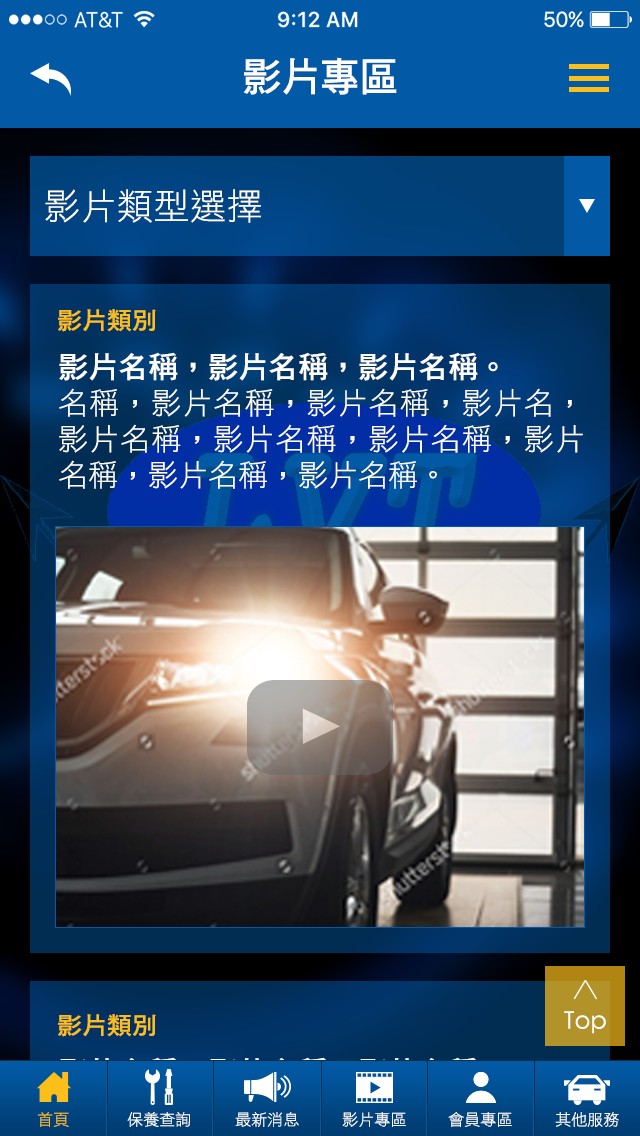 AT&T 9:12 AM 50%
影片專區
影片類型選擇
影片類別
影片名稱，影片名稱，影片名稱。
名稱，影片名稱，影片名稱，影片名，
影片名稱，影片名稱，影片名稱，影片
名稱，影片名稱，影片名稱。
shutterstock
shutterstock
影片類別
Top
首頁 保養查詢 最新消息 影片專區 會員專區 其他服務